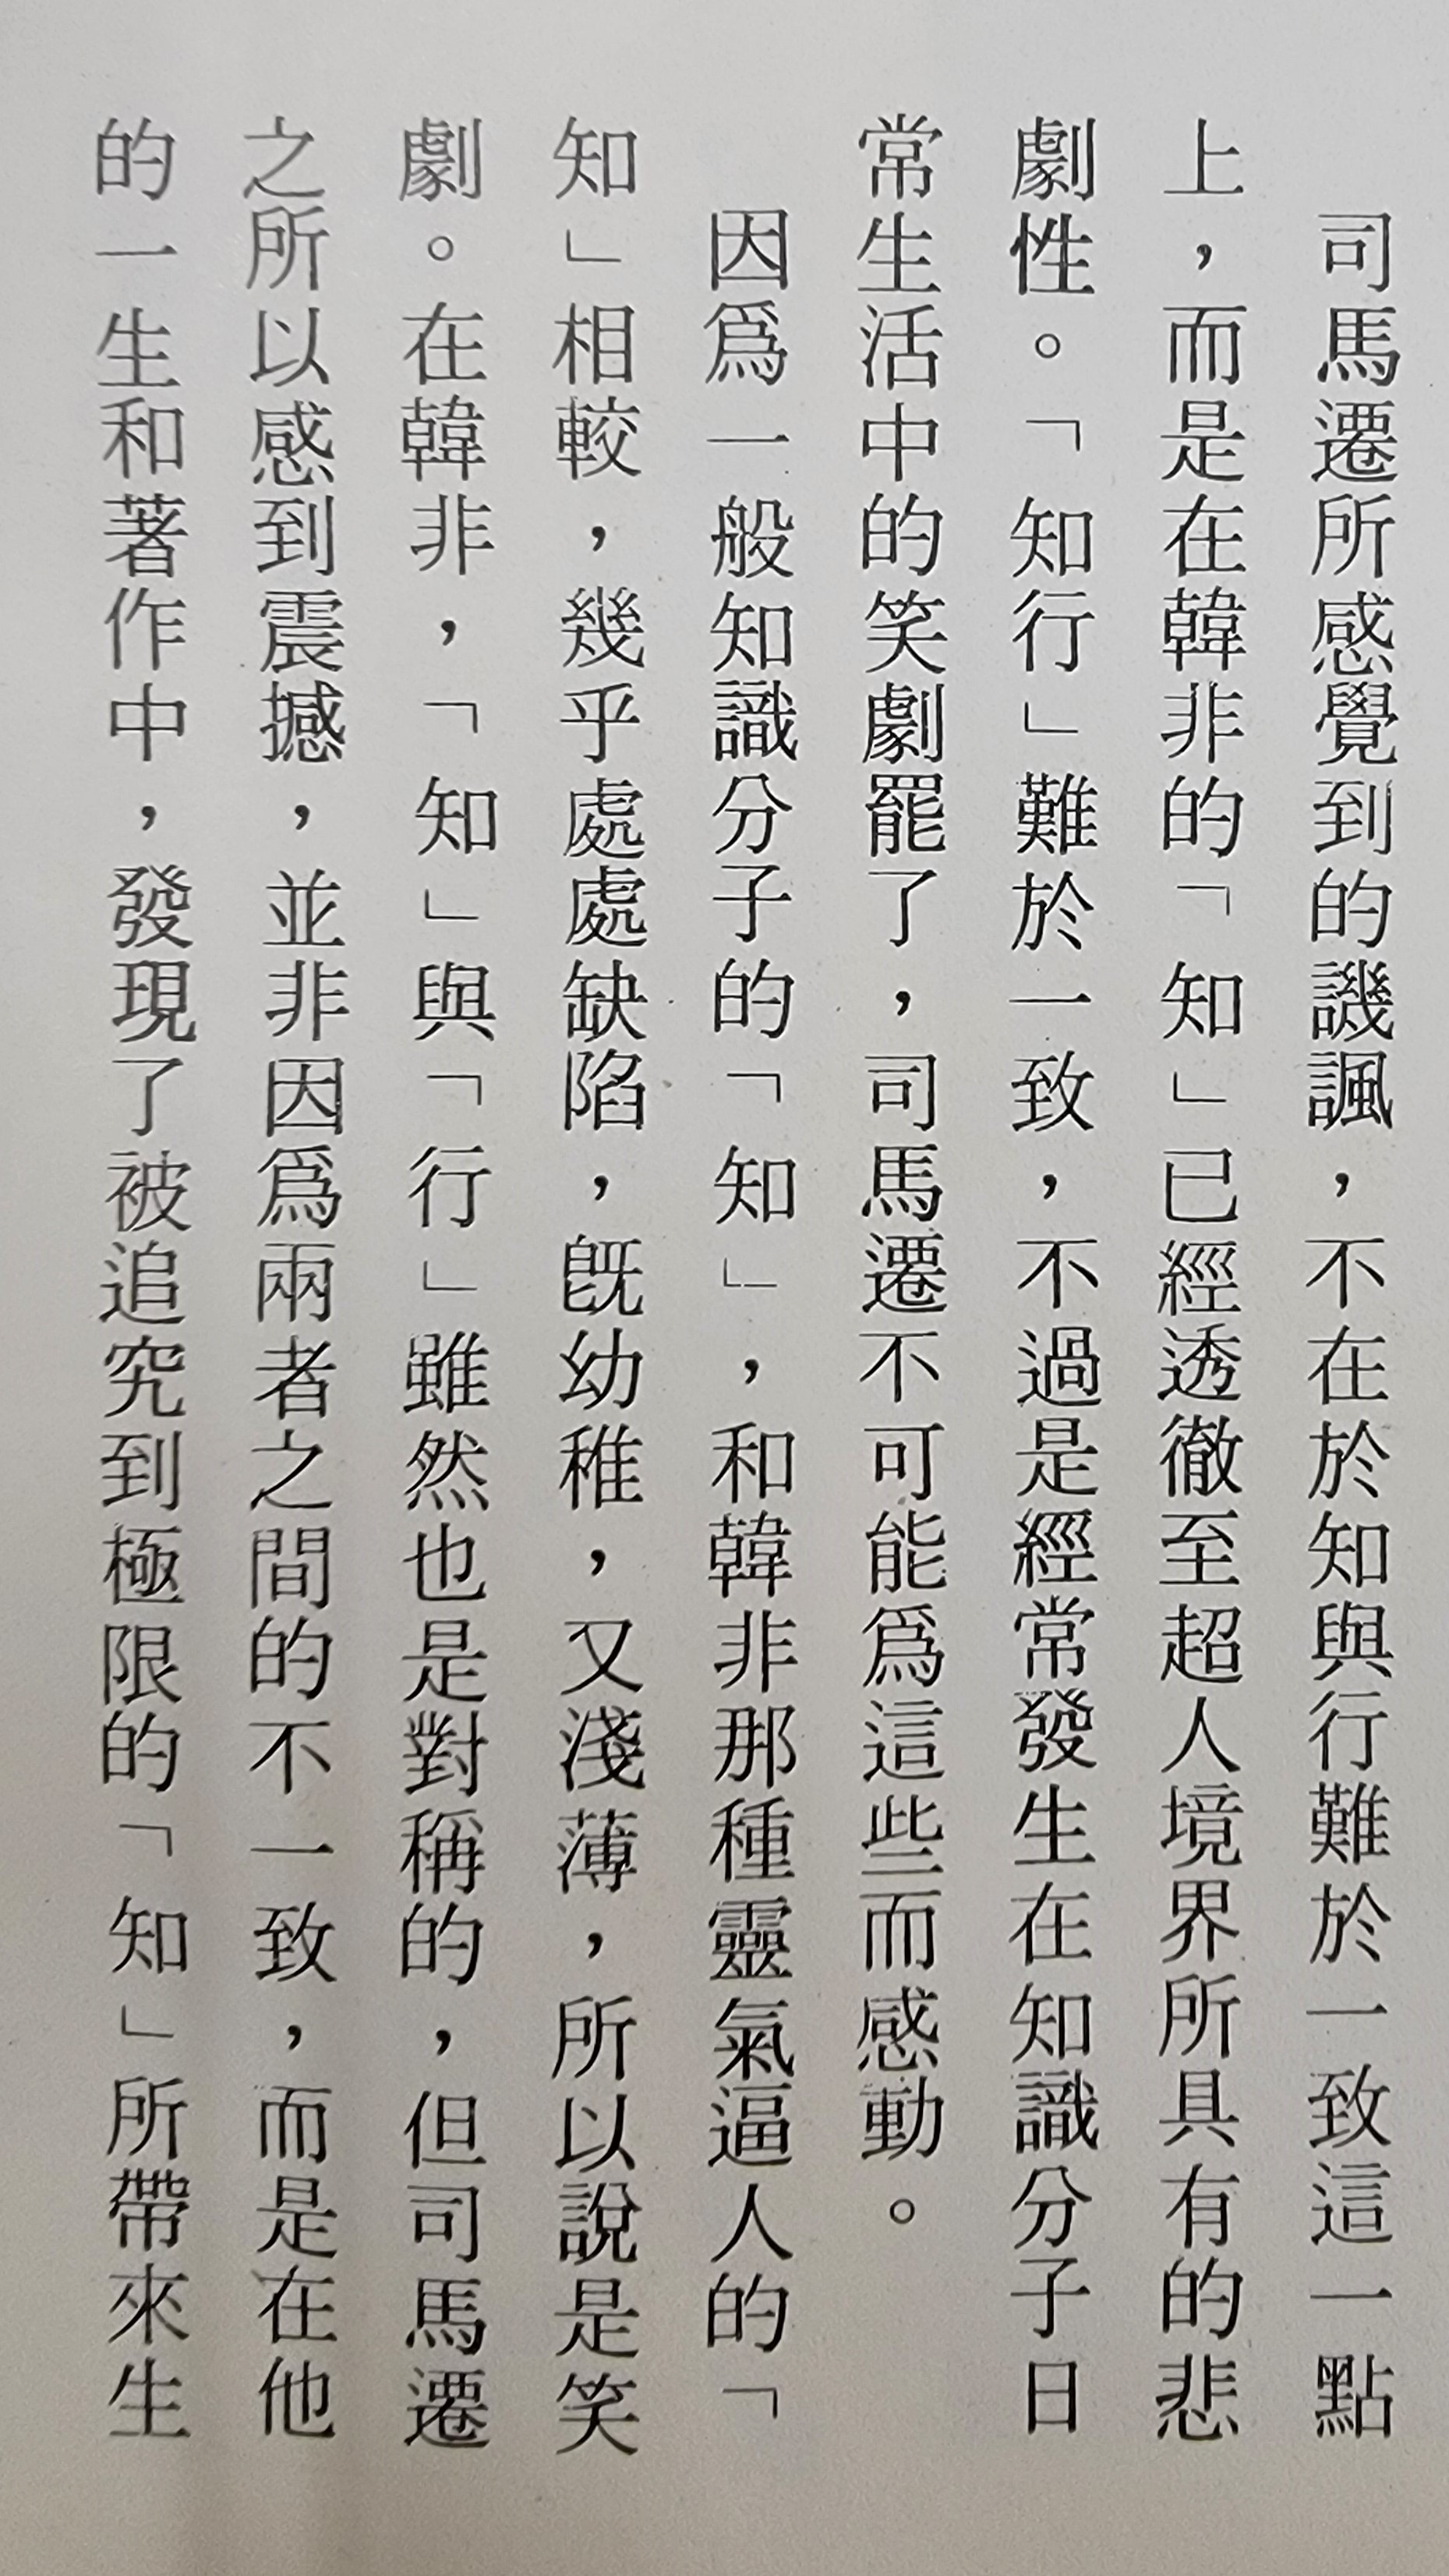 司馬遷所感覺到的譏諷，不在於知與行難於一致這一點
上，而是在韓非的「知」已經透徹至超人境界所具有的悲
劇性。「知行」難於一致，不過是經常發生在知識分子日
常生活中的笑劇罷了，司馬遷不可能爲這些而感動。
因爲一般知識分子的「知」，和韓非那種靈氣逼人的「
知」相較，幾乎處處缺陷，既幼稚，又淺薄，所以說是笑
劇。在韓非，「知」與「行」雖然也是對稱的，但司馬遷
之所以感到震撼，並非因爲兩者之間的不一致，而是在他
的一生和著作中，發現了被追究到極限的「知」所帶來生